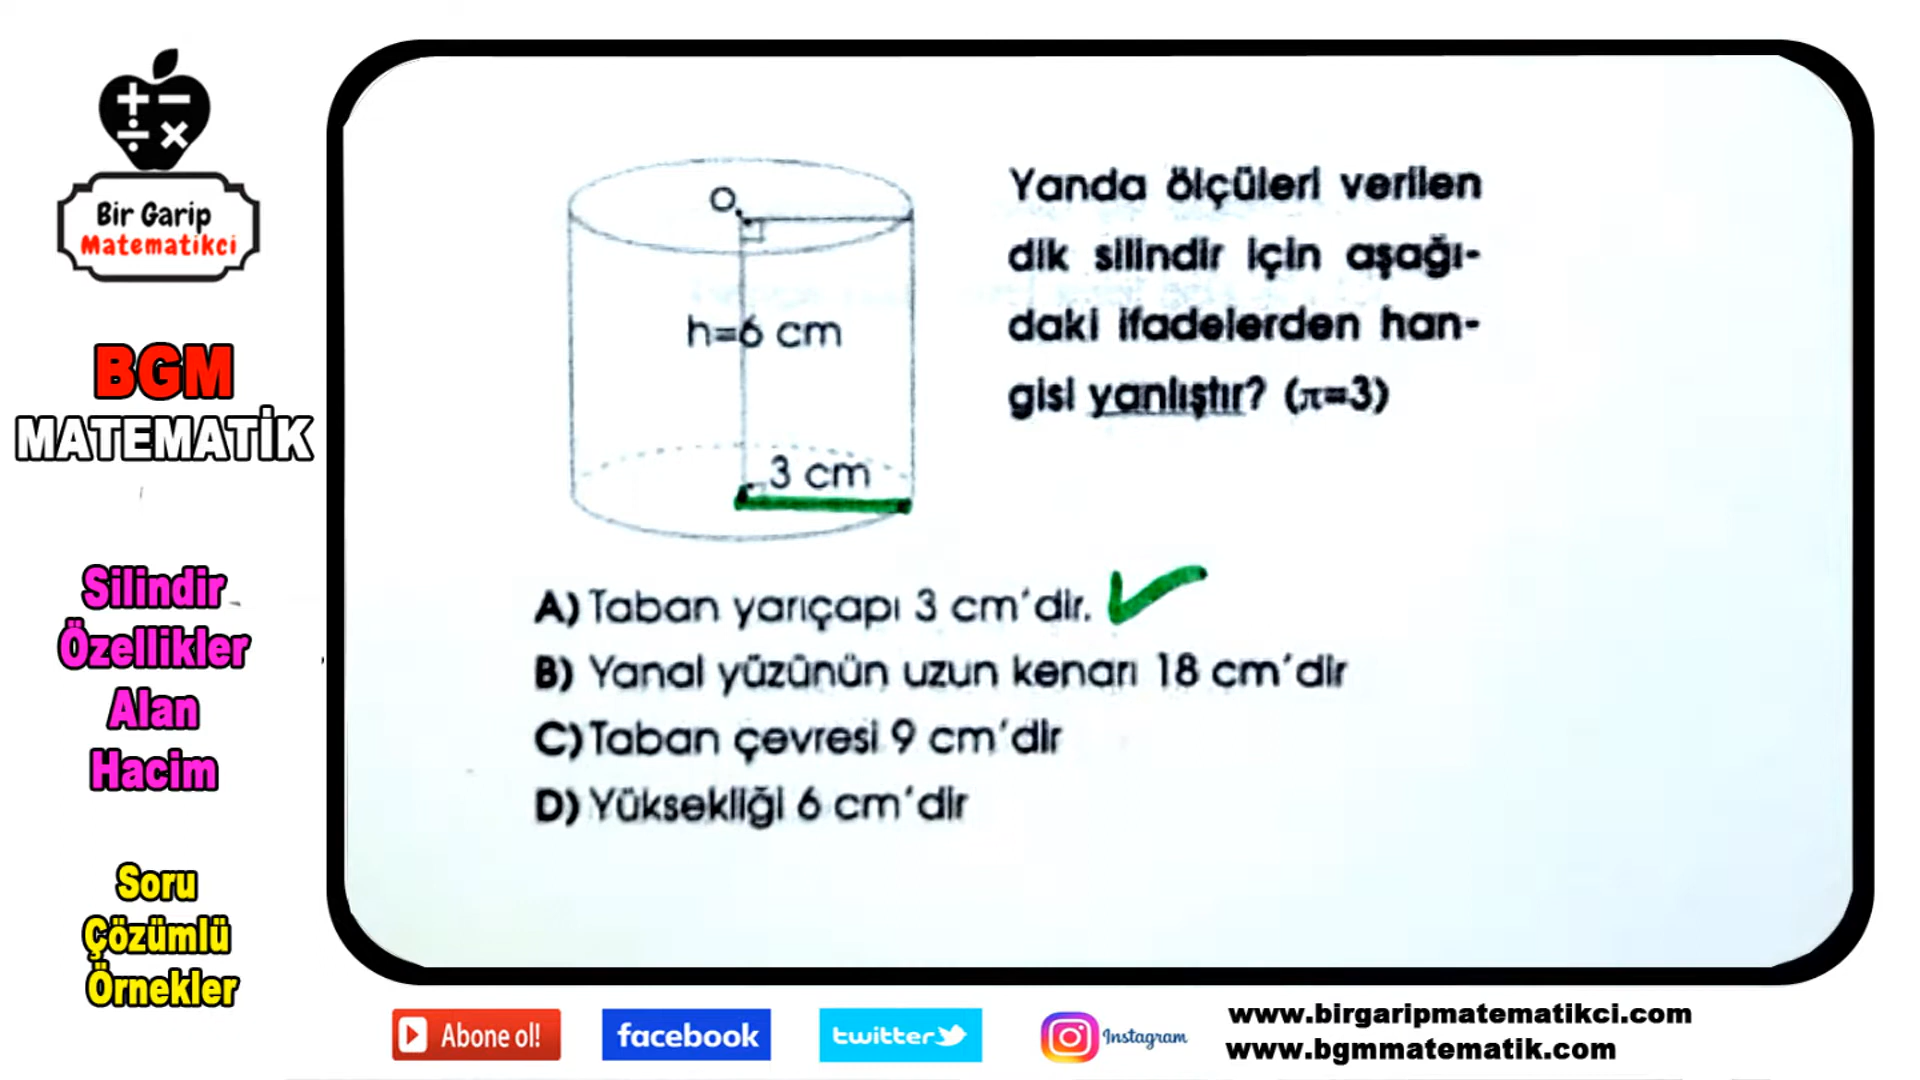 Bir Garip
Matematikci
BGM
MATEMATİK
Silindir
Özellikler
Alan
Hacim
Soru
Çözümlü
Örnekler
O
h=6 cm
3 cm
Yanda ölçüleri verilen
dik silindir için aşağı-
daki ifadelerden han-
gisi yanlıştır? (π=3)
A) Taban yarıçapı 3 cm'dir.
B) Yanal yüzünün uzun kenarı 18 cm'dir
C) Taban çevresi 9 cm'dir
D) Yüksekliği 6 cm'dir
Abone ol!
facebook
twitter
Instagram
www.birgaripmatematikci.com
www.bgmmatematik.com